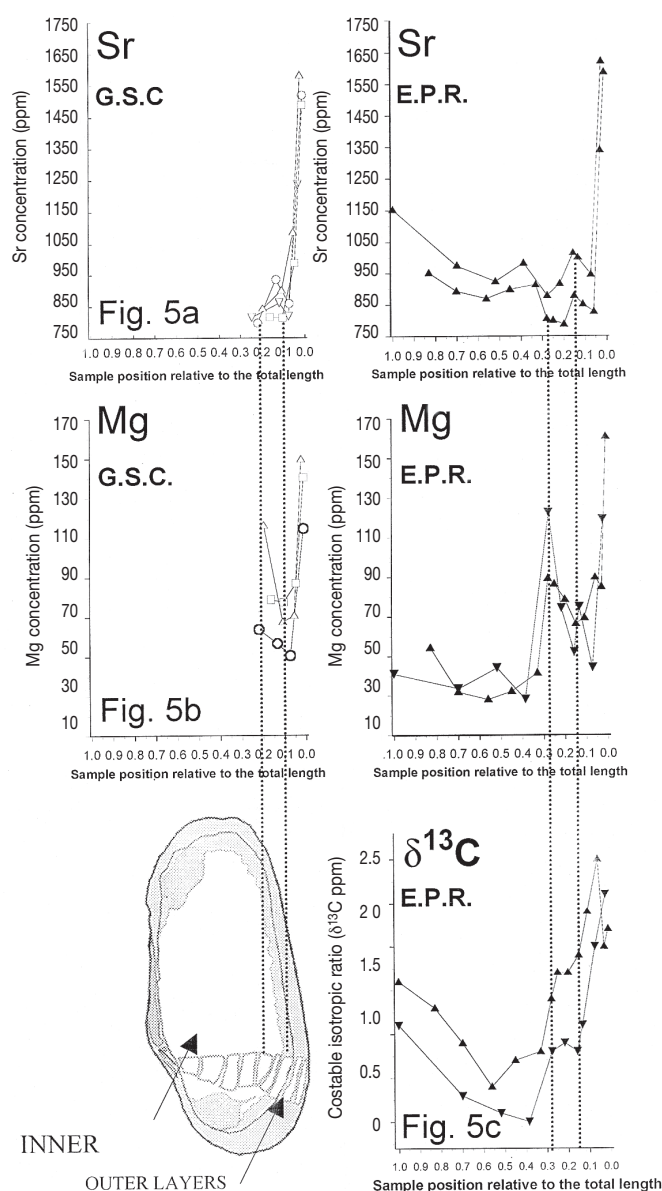 Sr
G.S.C
Sr concentration (ppm)
1750
1650
1550
1450
1350
1250
1150
1050
950
850
750
Fig. 5a
1.0 0.9 0.8 0.7 0.6 0.5 0.4 0.3 0.2 0.1 0.0
Sample position relative to the total length
Sr
E.P.R.
Sr concentration (ppm)
1750
1650
1550
1450
1350
1250
1150
1050
950
850
750
1.0 0.9 0.8 0.7 0.6 0.5 0.4 0.3 0.2 0.1 0.0
Sample position relative to the total length
Mg
G.S.C.
Mg concentration (ppm)
170
150
130
110
90
70
50
30
10
Fig. 5b
1.0 0.9 0.8 0.7 0.6 0.5 0.4 0.3 0.2 0.1 0.0
Sample position relative to the total length
Mg
E.P.R.
Mg concentration (ppm)
170
150
130
110
90
70
50
30
10
.1.0 0.9 0.8 0.7 0.6 0.5 0.4 0.3 0.2 0.1 0.0
Sample position relative to the total length
INNER
OUTER LAYERS
δ13C
E.P.R.
Costable isotropic ratio (δ13C ppm)
2.5
2 0
1.5
1.0
0.5
0
Fig. 5c
1.0 0.9 0.8 0.7 0.6 0.5 0.4 0.3 0.2 0.1 0.0
Sample position relative to the total length